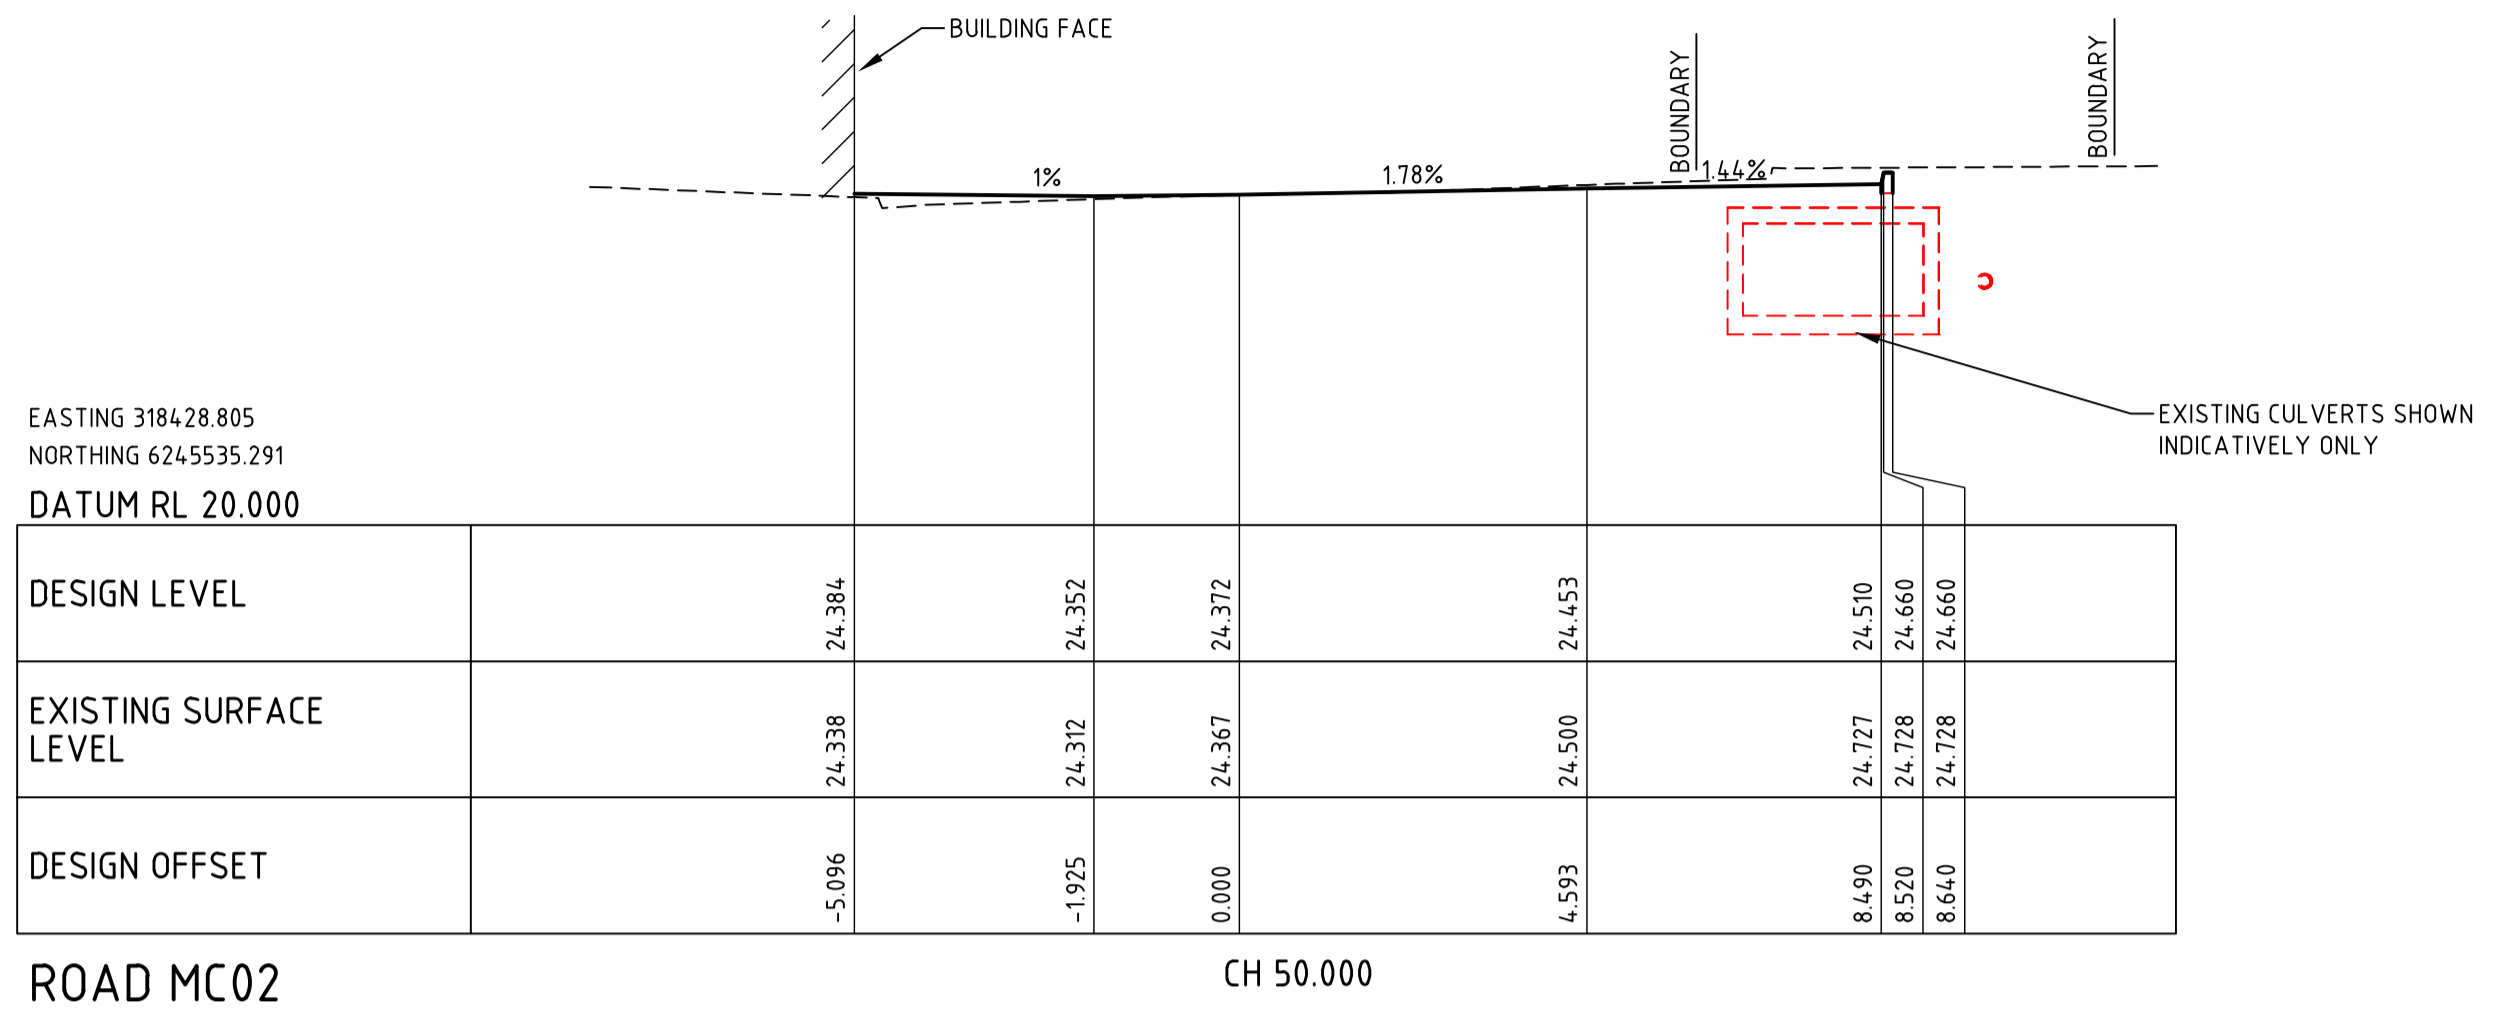 BUILDING FACE
BOUNDARY
BOUNDARY
1%
1.78%
1.44%
EXISTING CULVERTS SHOWN
INDICATIVELY ONLY
EASTING 318428.805
NORTHING 6245535.291
DATUM RL 20.000
DESIGN LEVEL
24.384
24.352
24.372
24.453
24.510
24.660
24.660
EXISTING SURFACE
LEVEL
24.338
24.312
24.367
24.500
24.727
24.728
24.728
DESIGN OFFSET
-5.096
-1.925
0.000
4.593
8.490
8.520
8.640
ROAD MC02
CH 50.000